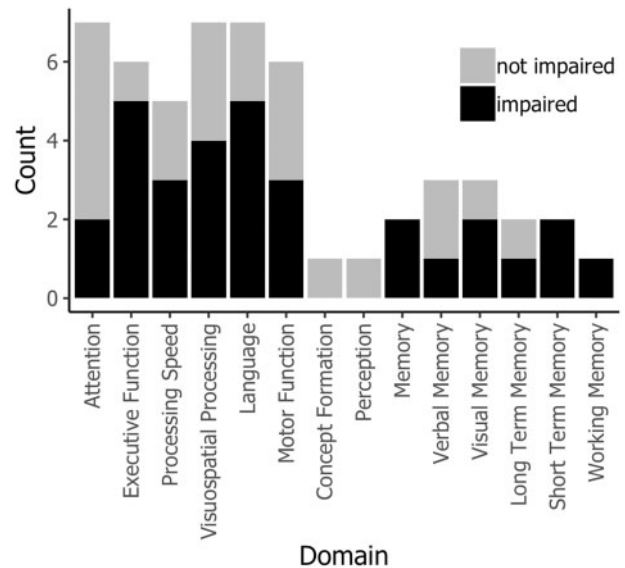 6
4
2
0
Count
not impaired
impaired
Attention
Executive Function
Processing Speed
Visuospatial Processing
Language
Motor Function
Concept Formation
Perception
Memory
Verbal Memory
Visual Memory
Long Term Memory
Short Term Memory
Working Memory
Domain